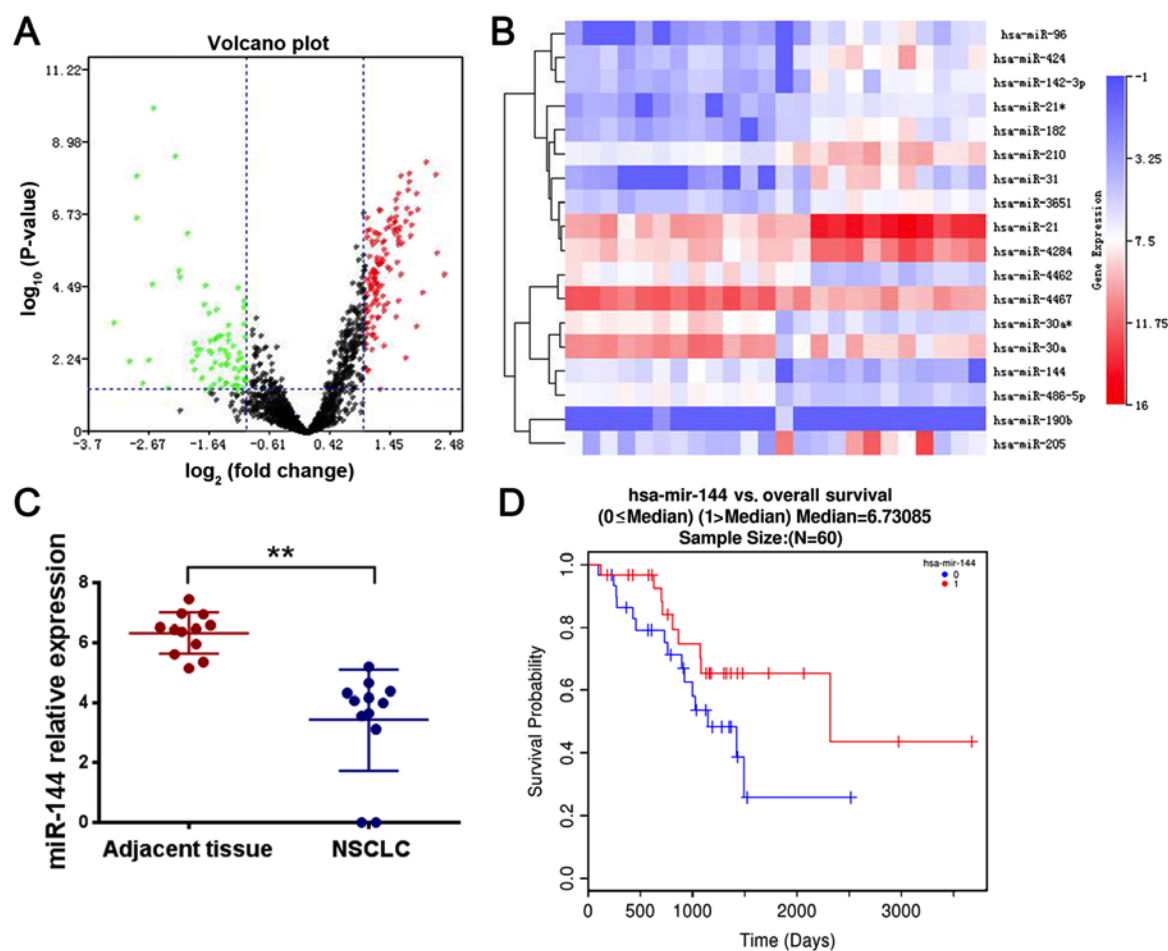 A
Volcano plot
11.22
8.98
6.73
4.49
2.24
0
log10 (P-value)
-3.7 -2.67 -1.64 -0.61 0.42 1.45 2.48
log2 (fold change)
B
hsa-miR-96
hsa-miR-424
hsa-miR-142-3p
hsa-miR-21*
hsa-miR-182
hsa-miR-210
hsa-miR-31
hsa-miR-3651
hsa-miR-21
hsa-miR-4284
hsa-miR-4462
hsa-miR-4467
hsa-miR-30a*
hsa-miR-30a
hsa-miR-144
hsa-miR-486-5p
hsa-miR-190b
hsa-miR-205
-1
3.25
7.5
11.75
16
Gene Expression
C
**
8
6
4
2
0
miR-144 relative expression
Adjacent tissue NSCLC
D
hsa-mir-144 vs. overall survival
(0≤Median) (1>Median) Median=6.73085
Sample Size:(N=60)
hsa-mir-144
0
1
1.0
0.8
0.6
0.4
0.2
0.0
Survival Probability
0 500 1000 2000 3000
Time (Days)